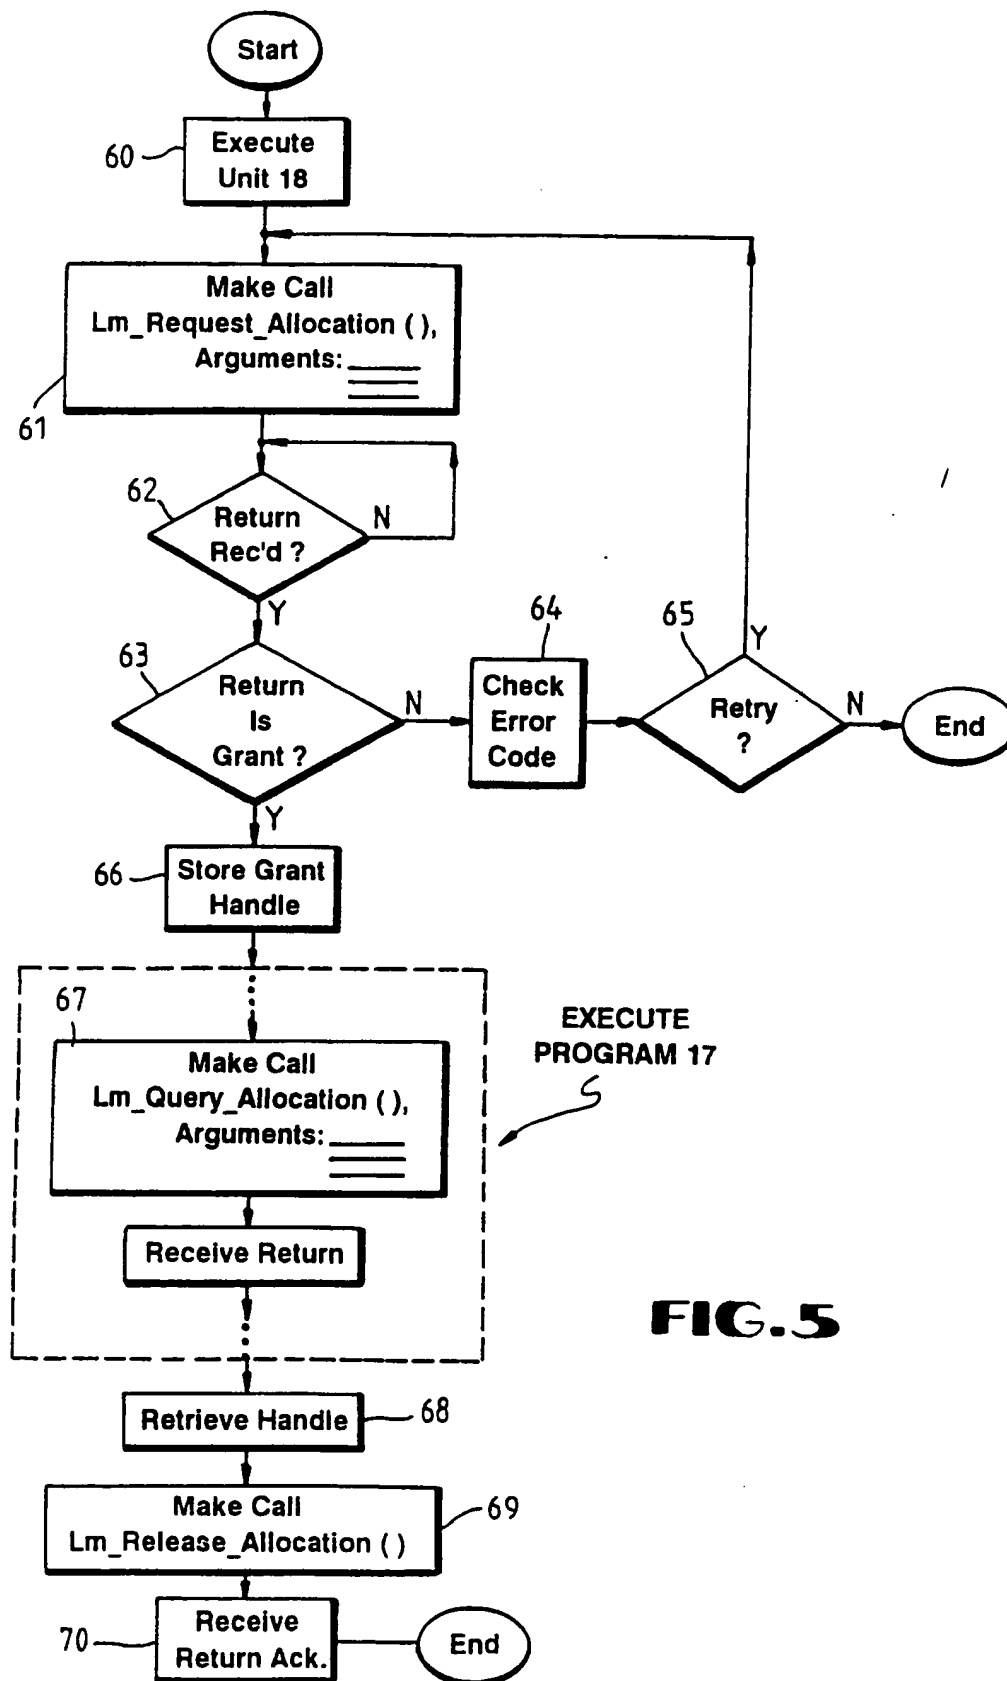 Start
60
Execute
Unit 18
Make Call
Lm_Request_Allocation ( ),
Arguments:
61
62
Return
Rec'd ?
N
Y
63
Return
Is
Grant ?
N
Y
64
Check
Error
Code
65
Retry
?
Y
N
End
66
Store Grant
Handle
67
Make Call
Lm_Query_Allocation ( ),
Arguments:
Receive Return
EXECUTE
PROGRAM 17
FIG.5
Retrieve Handle
68
Make Call
Lm_Release_Allocation ( )
69
70
Receive
Return Ack.
End